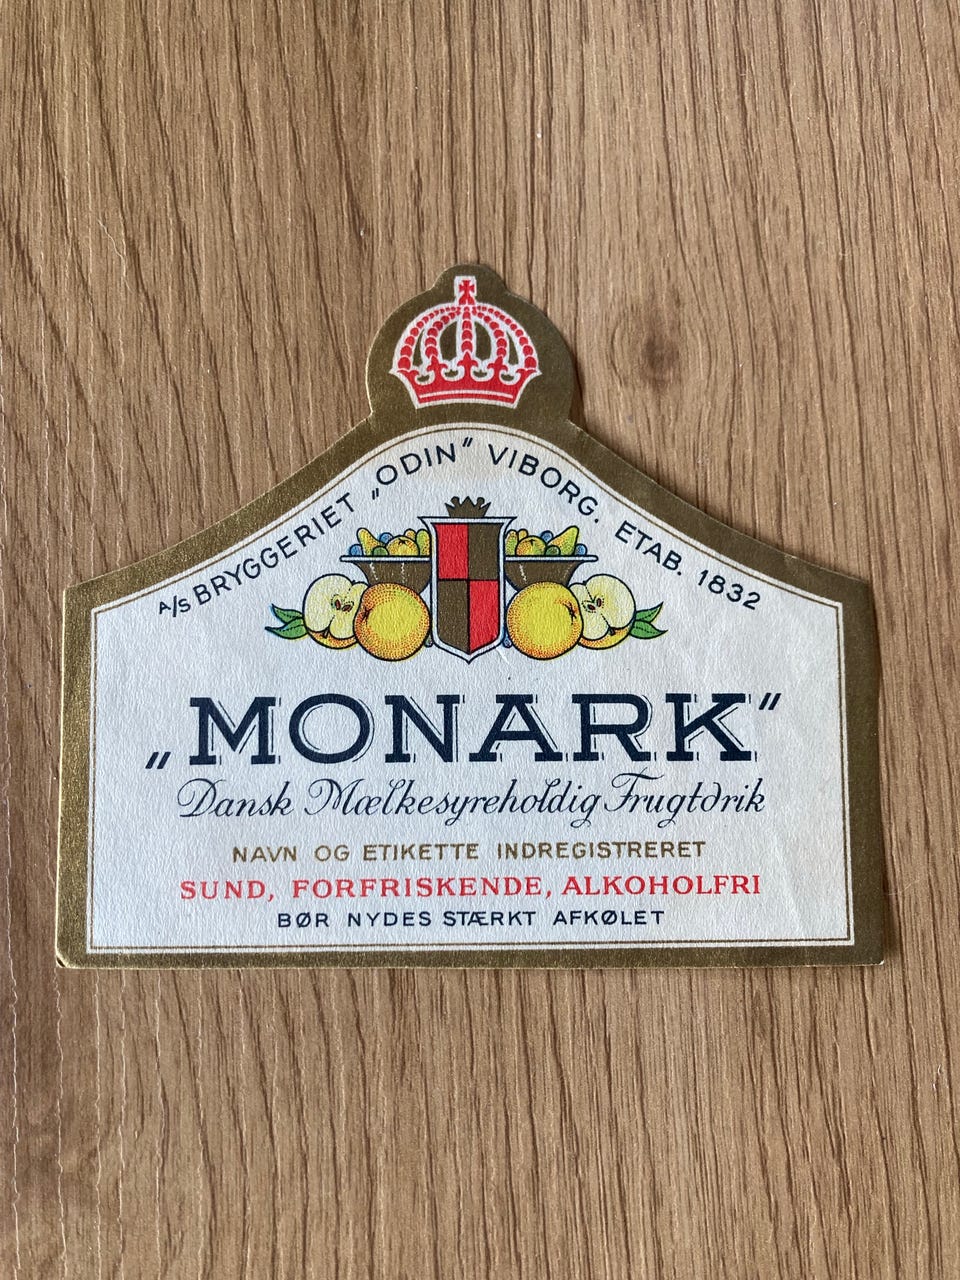 A/S BRYGGERIET „ODIN” VIBORG. ETAB. 1832
„MONARK”
Dansk Mælkesyreholdig Frugtdrik
NAVN OG ETIKETTE INDREGISTRERET
SUND, FORFRISKENDE, ALKOHOLFRI
BØR NYDES STÆRKT AFKØLET